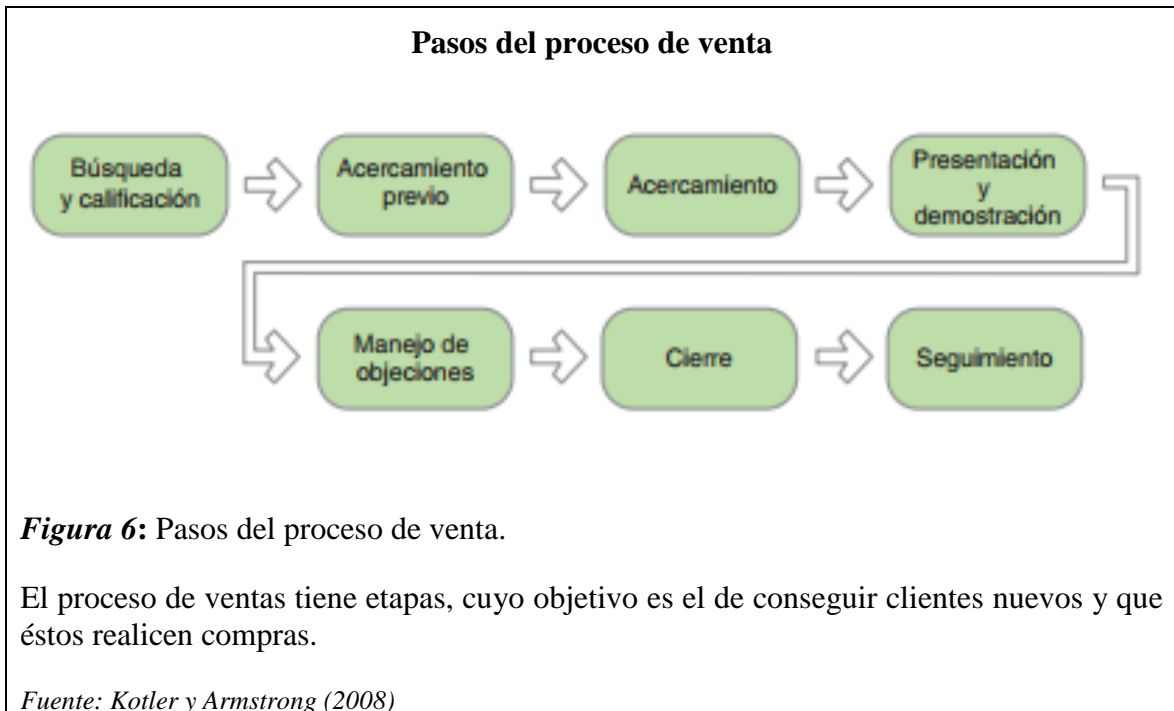 Pasos del proceso de venta
Búsqueda
y calificación
Acercamiento
previo
Acercamiento
Presentación
y
demostración
Manejo de
objeciones
Cierre
Seguimiento
Figura 6: Pasos del proceso de venta.
El proceso de ventas tiene etapas, cuyo objetivo es el de conseguir clientes nuevos y que
éstos realicen compras.
Fuente: Kotler y Armstrong (2008)